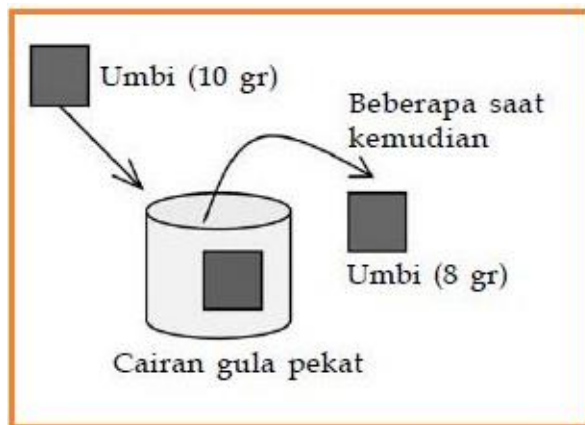 Umbi (10 gr)
Beberapa saat
kemudian
Umbi (8 gr)
Cairan gula pekat